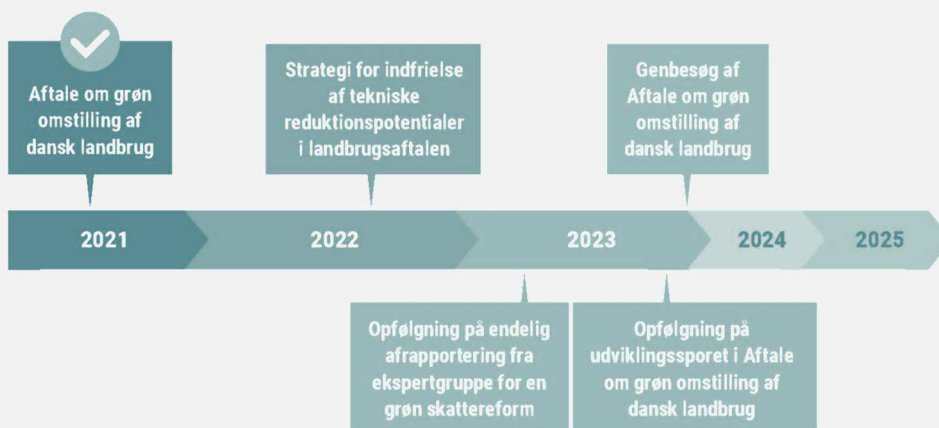 Aftale om grøn
omstilling af
dansk landbrug
Strategi for indfrielse
af tekniske
reduktionspotentialer
i landbrugsaftalen
Genbesøg af
Aftale om grøn
omstilling af
dansk landbrug
2021
2022
2023
2024
2025
Opfølgning på endelig
afrapportering fra
ekspertgruppe for en
grøn skattereform
Opfølgning på
udviklingssporet i Aftale
om grøn omstilling af
dansk landbrug